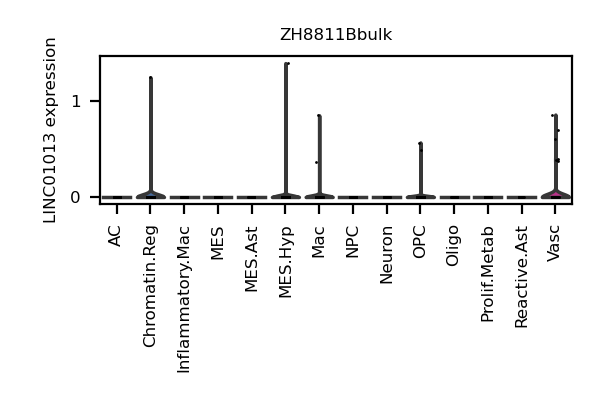 ZH8811Bbulk
LINC01013 expression
1
0
AC
Chromatin.Reg
Inflammatory.Mac
MES
MES.Ast
MES.Hyp
Mac
NPC
Neuron
OPC
Oligo
Prolif.Metab
Reactive.Ast
Vasc